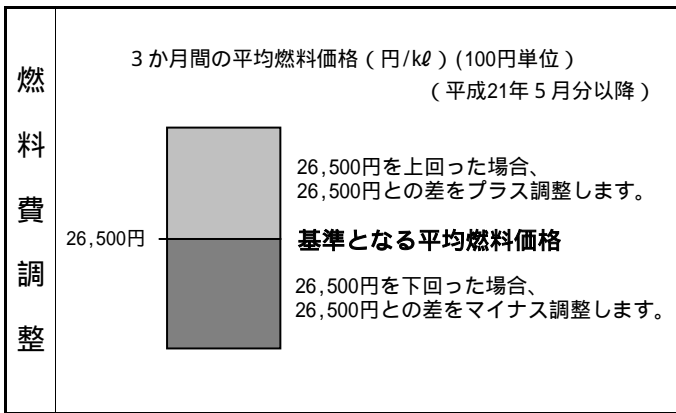 燃料費調整
3か月間の平均燃料価格(円/kℓ)(100円単位)
(平成21年5月分以降)
26,500円を上回った場合、
26,500円との差をプラス調整します。
26,500円
基準となる平均燃料価格
26,500円を下回った場合、
26,500円との差をマイナス調整します。